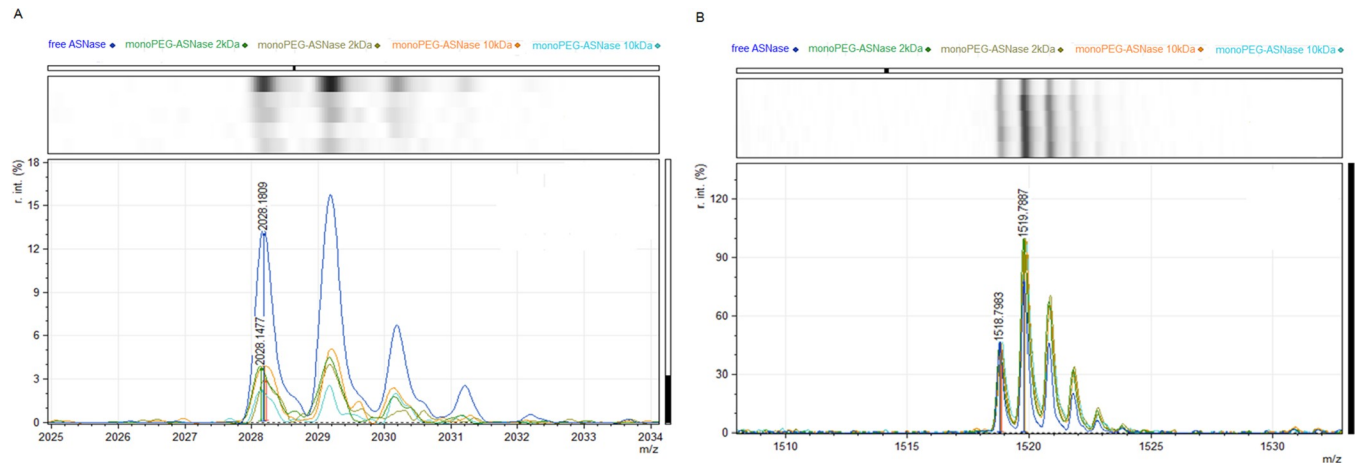 A
free ASNase monoPEG-ASNase 2kDa monoPEG-ASNase 2kDa monoPEG-ASNase 10kDa monoPEG-ASNase 10kDa
18
15
12
9
6
3
0
r. int. (%)
2028.1809
2028.1477
2025 2026 2027 2028 2029 2030 2031 2032 2033 2034
m/z
B
free ASNase monoPEG-ASNase 2kDa monoPEG-ASNase 2kDa monoPEG-ASNase 10kDa monoPEG-ASNase 10kDa
120
90
60
30
0
r. int. (%)
1519.7887
1518.7983
1510 1515 1520 1525 1530
m/z